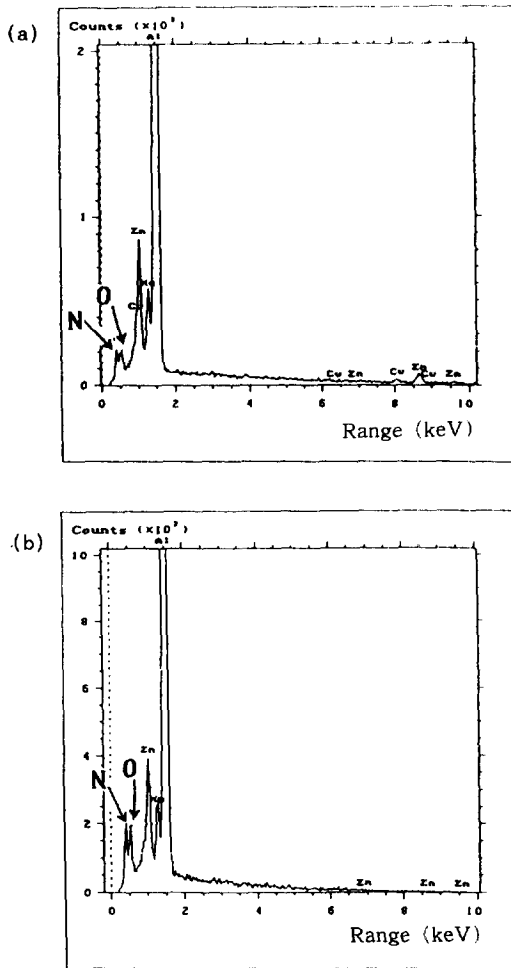 (a)
Counts (×10³)
Al
2
Zn
1
Mg
Cu
O
N
Cu Zn Cu Zn Cu Zn
0
0 2 4 6 8 10
Range (keV)
(b)
Counts (×10³)
Al
10
8
6
Zn
4
O
N
Mg
2
Zn Zn Zn
0
0 2 4 6 8 10
Range (keV)